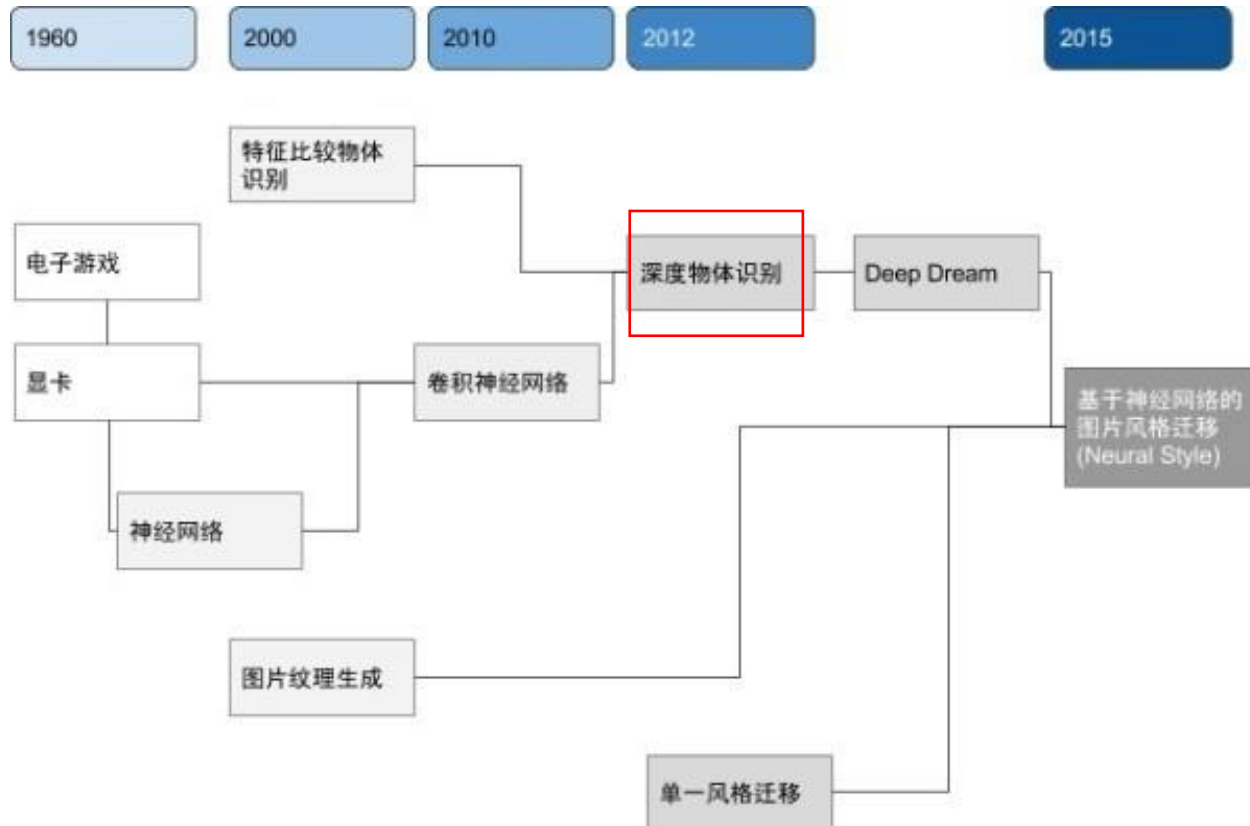 1960
2000
2010
2012
2015
特征比较物体
识别
电子游戏
深度物体识别
Deep Dream
显卡
卷积神经网络
基于神经网络的
图片风格迁移
(Neural Style)
神经网络
图片纹理生成
单一风格迁移